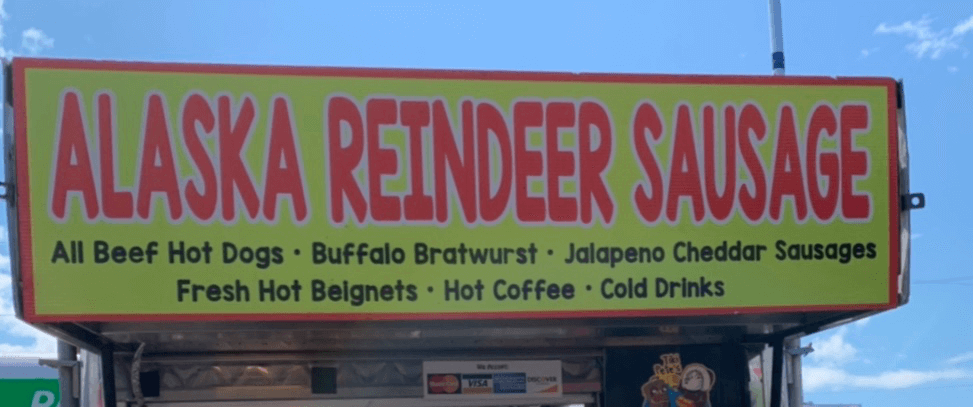 ALASKA REINDEER SAUSAGE
All Beef Hot Dogs • Buffalo Bratwurst • Jalapeno Cheddar Sausages
Fresh Hot Beignets • Hot Coffee • Cold Drinks
VISA
DISCOVER